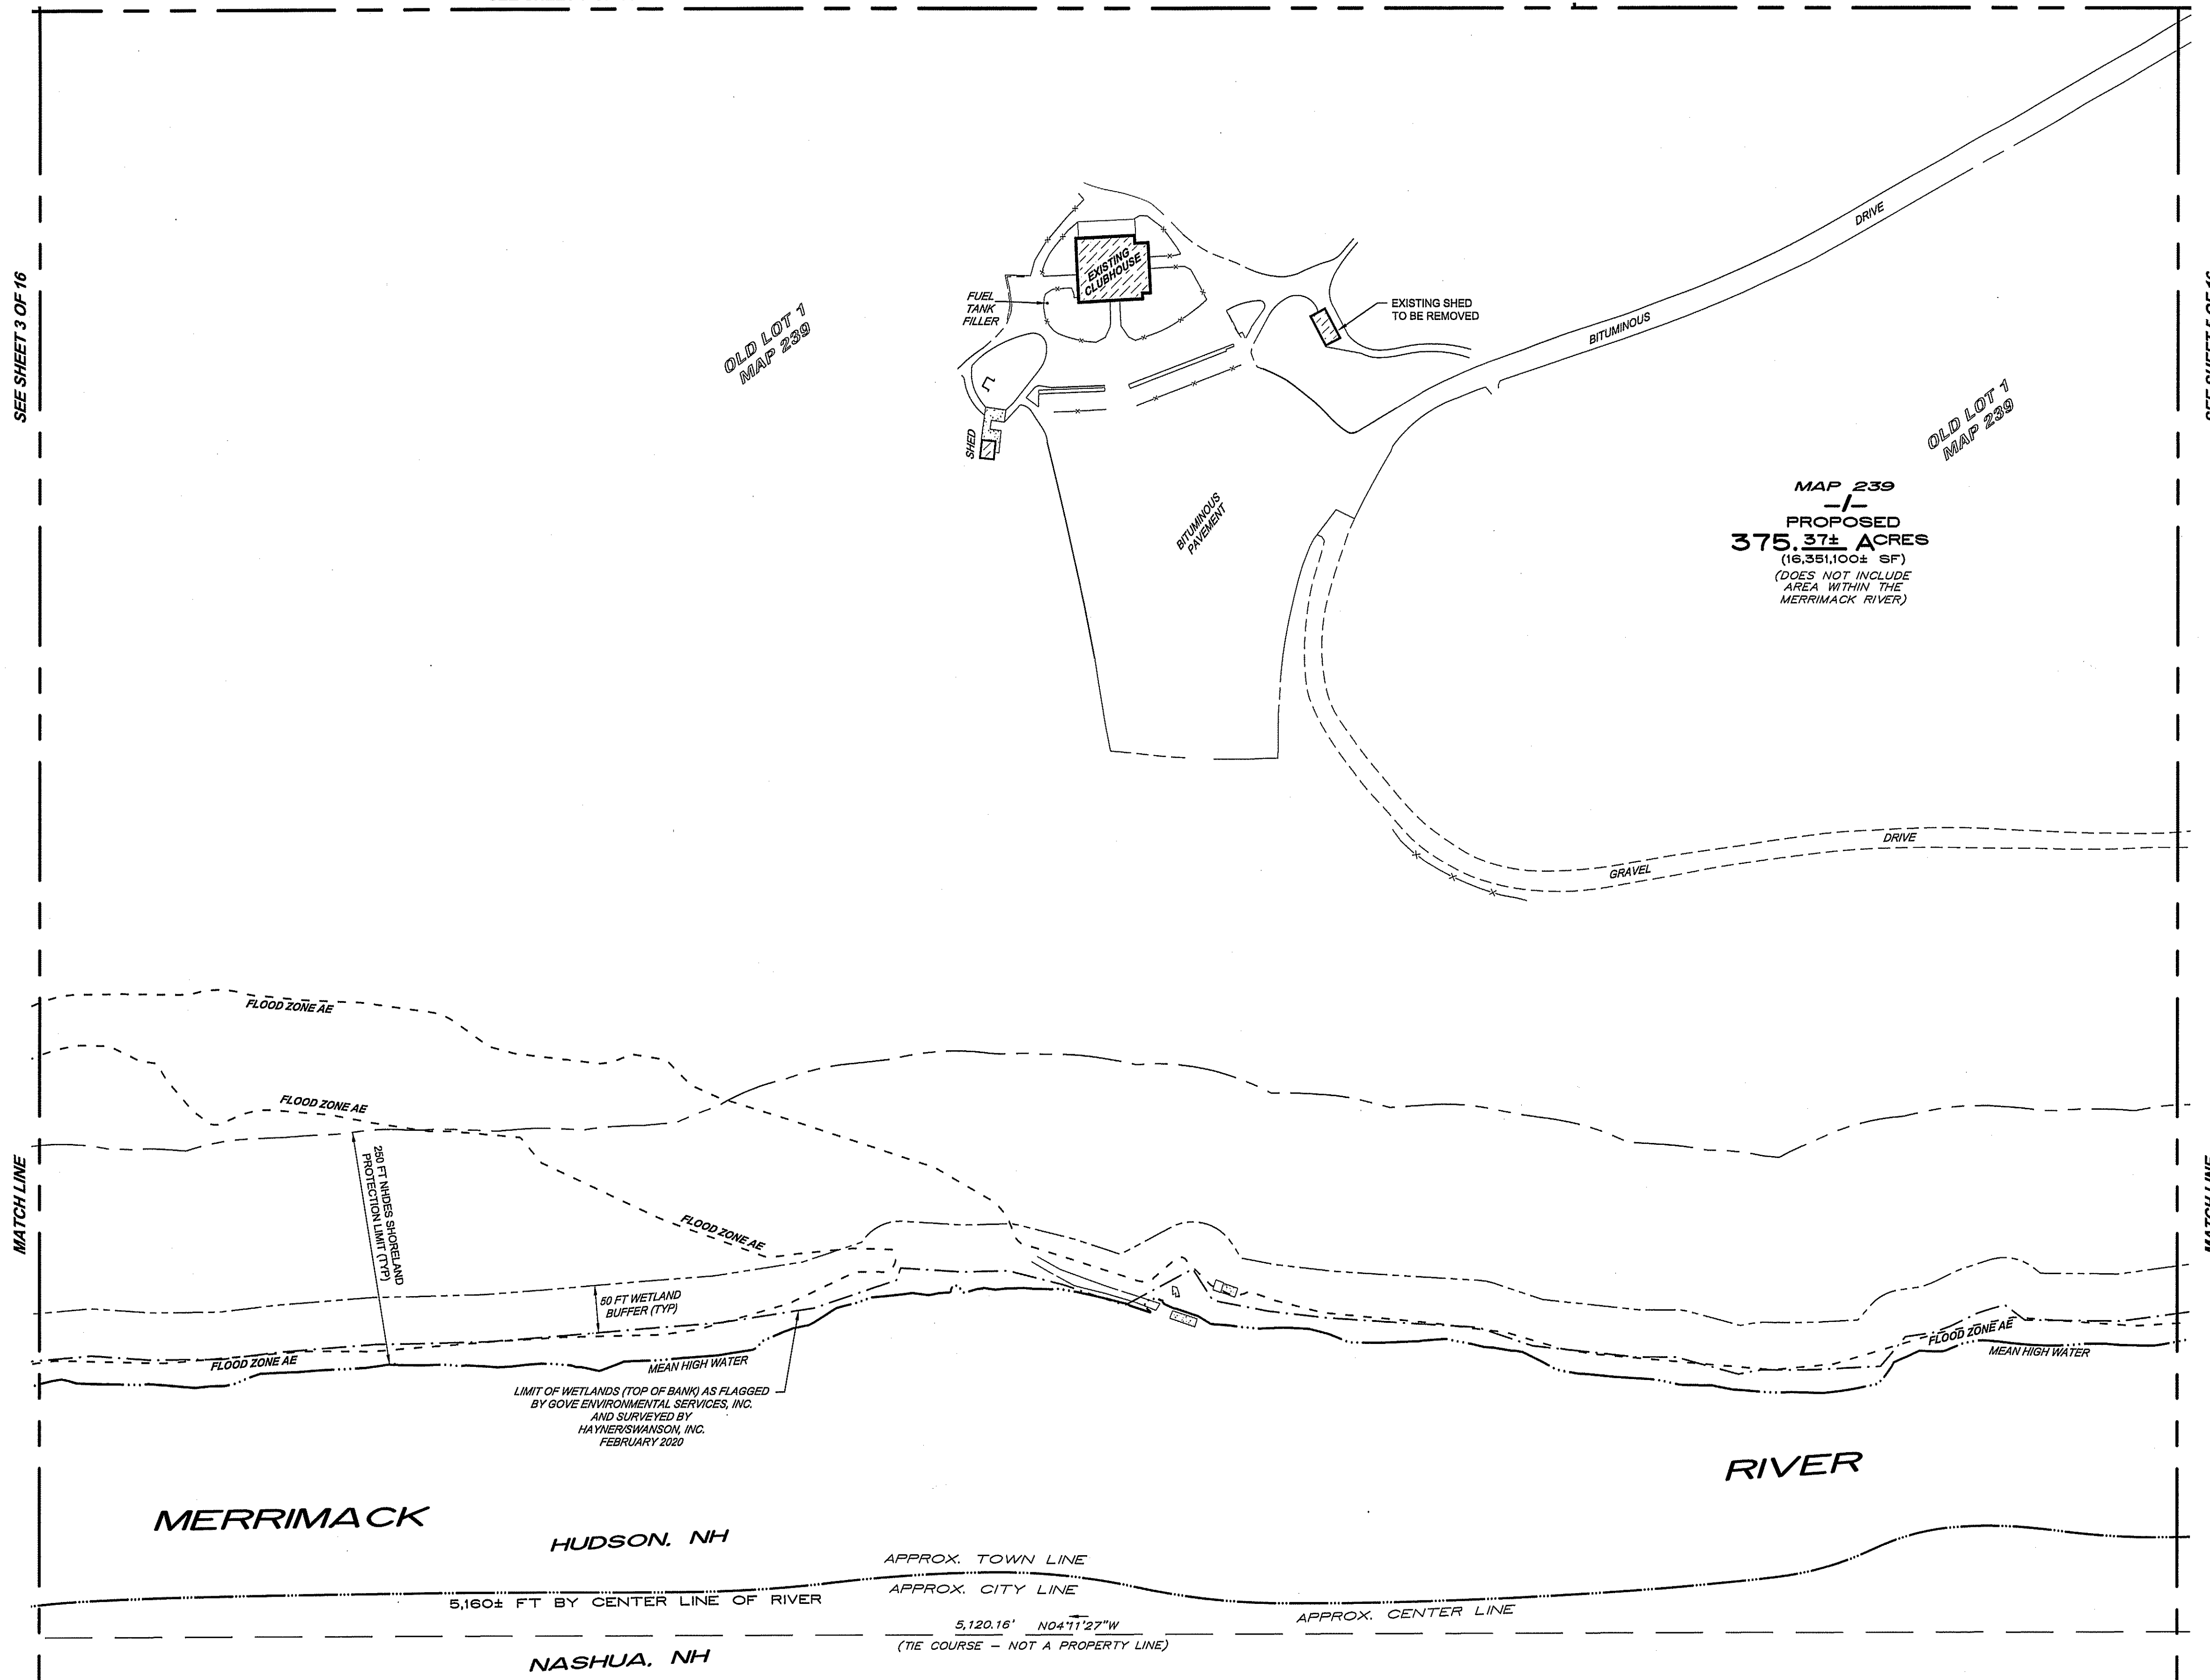 SEE SHEET 3 OF 16
MATCH LINE
OLD LOT 1
MAP 239
FUEL
TANK
FILLER
EXISTING
CLUBHOUSE
EXISTING SHED
TO BE REMOVED
SHED
BITUMINOUS
PAVEMENT
BITUMINOUS
DRIVE
OLD LOT 1
MAP 239
MAP 239
-/-
PROPOSED
375.37± ACRES
(16,351,100± SF)
(DOES NOT INCLUDE
AREA WITHIN THE
MERRIMACK RIVER)
GRAVEL
DRIVE
FLOOD ZONE AE
FLOOD ZONE AE
250 FT NHDES SHORELAND
PROTECTION LIMIT (TYP)
FLOOD ZONE AE
50 FT WETLAND
BUFFER (TYP)
FLOOD ZONE AE
MEAN HIGH WATER
FLOOD ZONE AE
MEAN HIGH WATER
LIMIT OF WETLANDS (TOP OF BANK) AS FLAGGED
BY GOVE ENVIRONMENTAL SERVICES, INC.
AND SURVEYED BY
HAYNER/SWANSON, INC.
FEBRUARY 2020
MERRIMACK
RIVER
HUDSON, NH
APPROX. TOWN LINE
APPROX. CITY LINE
5,160± FT BY CENTER LINE OF RIVER
APPROX. CENTER LINE
5,120.16' N04°11'27"W
(TIE COURSE - NOT A PROPERTY LINE)
NASHUA, NH
MATCH LINE